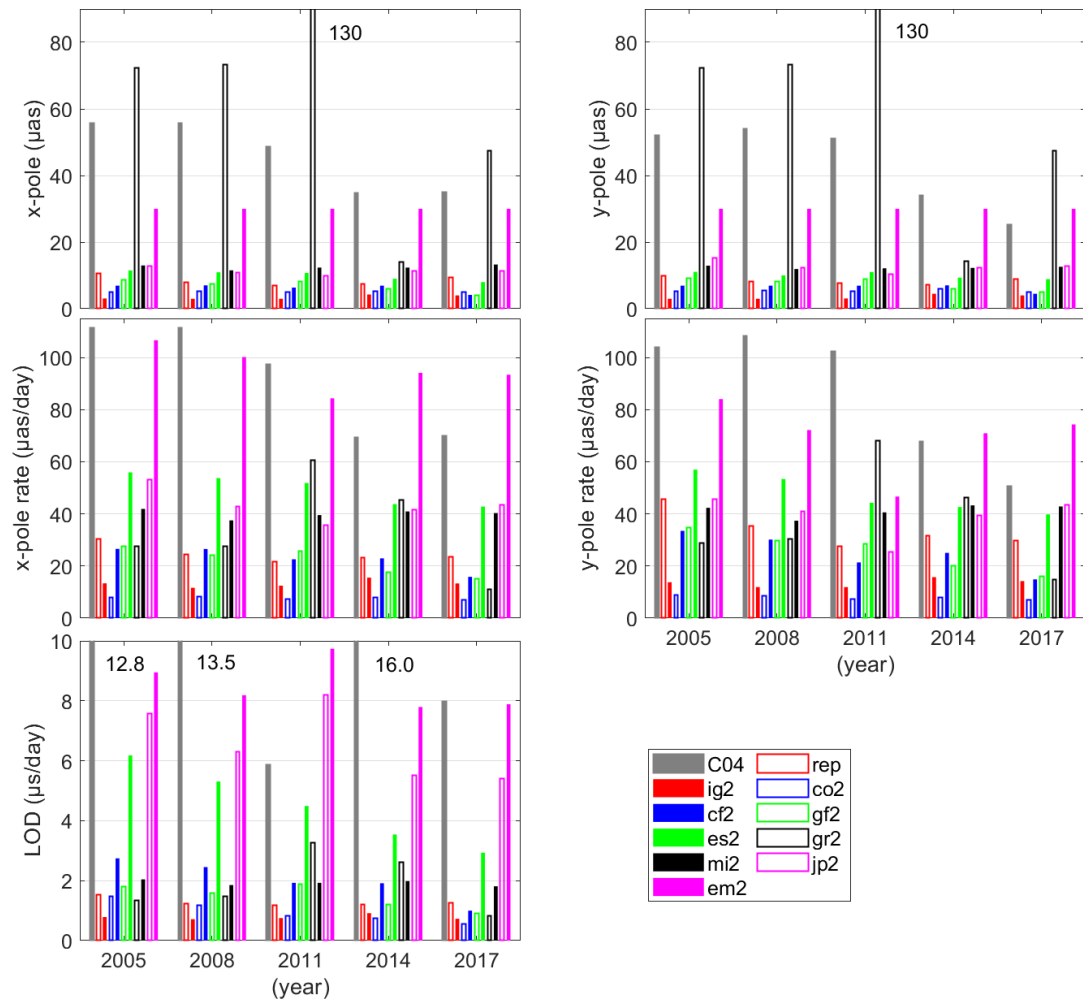 x-pole (µas)
80
60
40
20
0
130
y-pole (µas)
80
60
40
20
0
130
x-pole rate (µas/day)
100
80
60
40
20
0
y-pole rate (µas/day)
100
80
60
40
20
0
2005 2008 2011 2014 2017
(year)
LOD (µs/day)
10
8
6
4
2
0
12.8 13.5 16.0
2005 2008 2011 2014 2017
(year)
C04 rep
ig2 co2
cf2 gf2
es2 gr2
mi2 jp2
em2